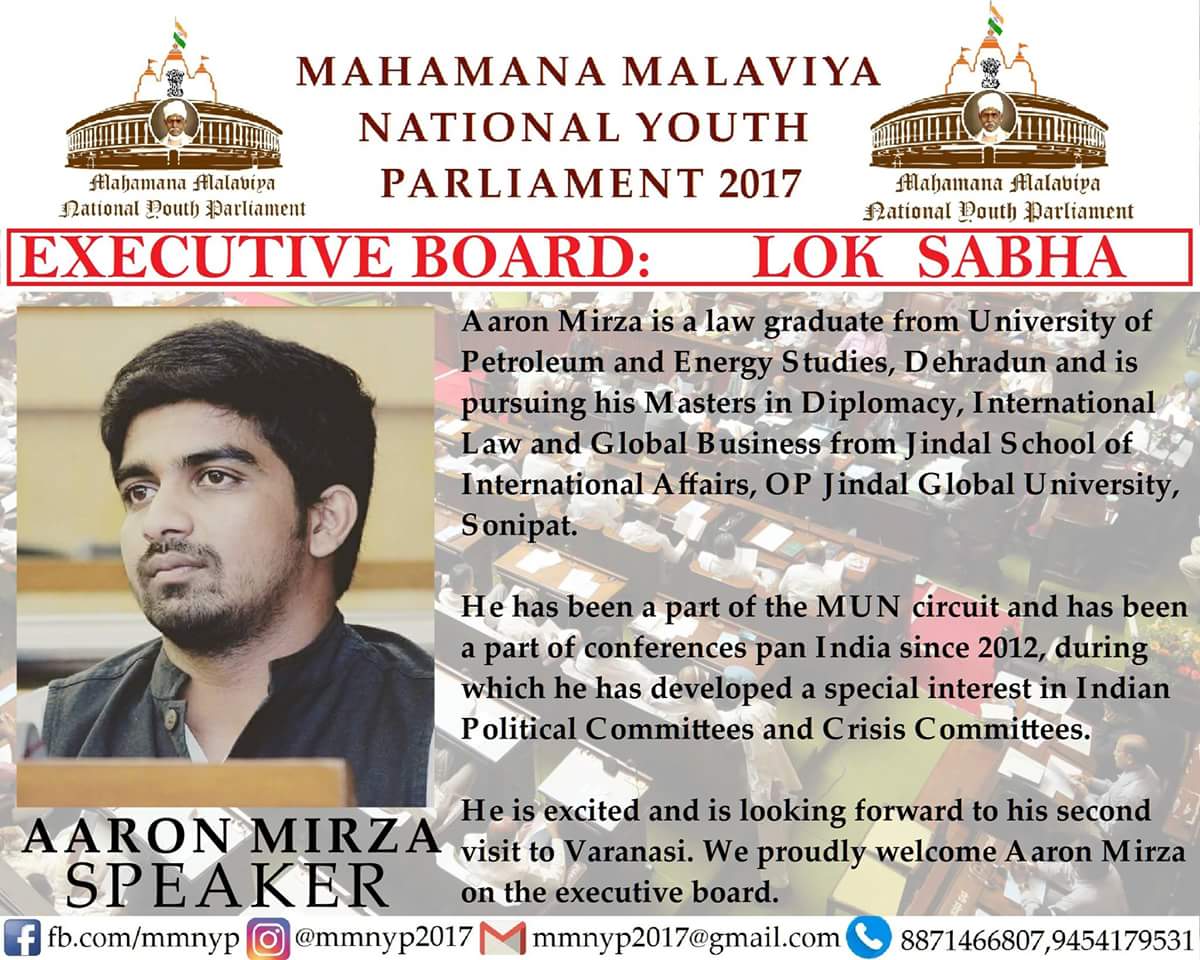 MAHAMANA MALAVIYA
NATIONAL YOUTH
PARLIAMENT 2017
Mahamana Malaviya
National Youth Parliament
Mahamana Malaviya
National Youth Parliament
EXECUTIVE BOARD: LOK SABHA
Aaron Mirza is a law graduate from University of
Petroleum and Energy Studies, Dehradun and is
pursuing his Masters in Diplomacy, International
Law and Global Business from Jindal School of
International Affairs, OP Jindal Global University,
Sonipat.
He has been a part of the MUN circuit and has been
a part of conferences pan India since 2012, during
which he has developed a special interest in Indian
Political Committees and Crisis Committees.
He is excited and is looking forward to his second
visit to Varanasi. We proudly welcome Aaron Mirza
on the executive board.
AARON MIRZA
SPEAKER
fb.com/mmnyp @mmnyp2017 mmnyp2017@gmail.com 8871466807,9454179531